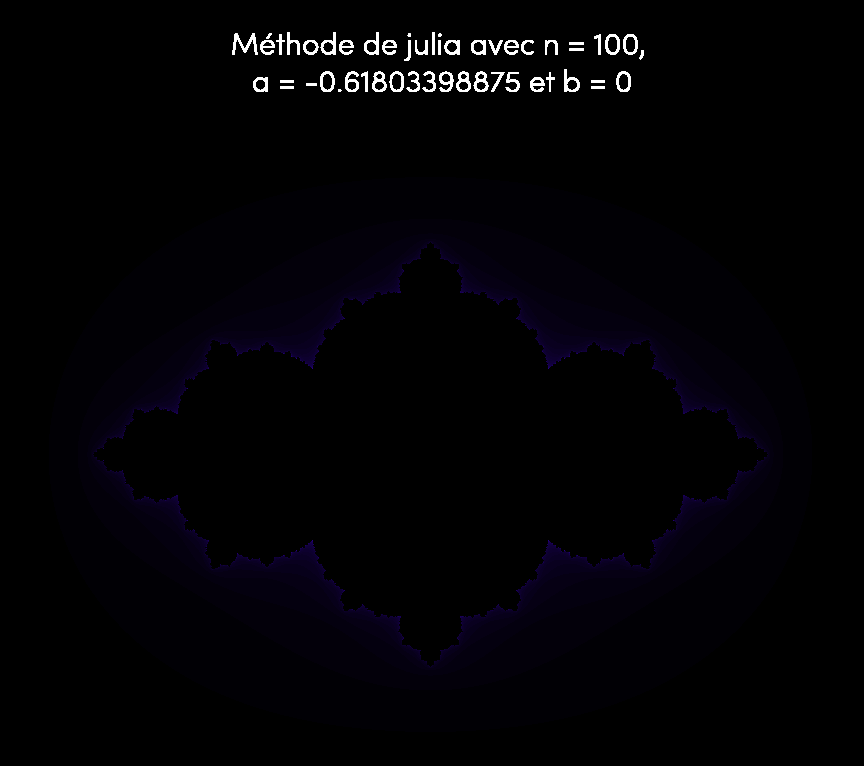 Méthode de julia avec n = 100,
a = -0.61803398875 et b = 0